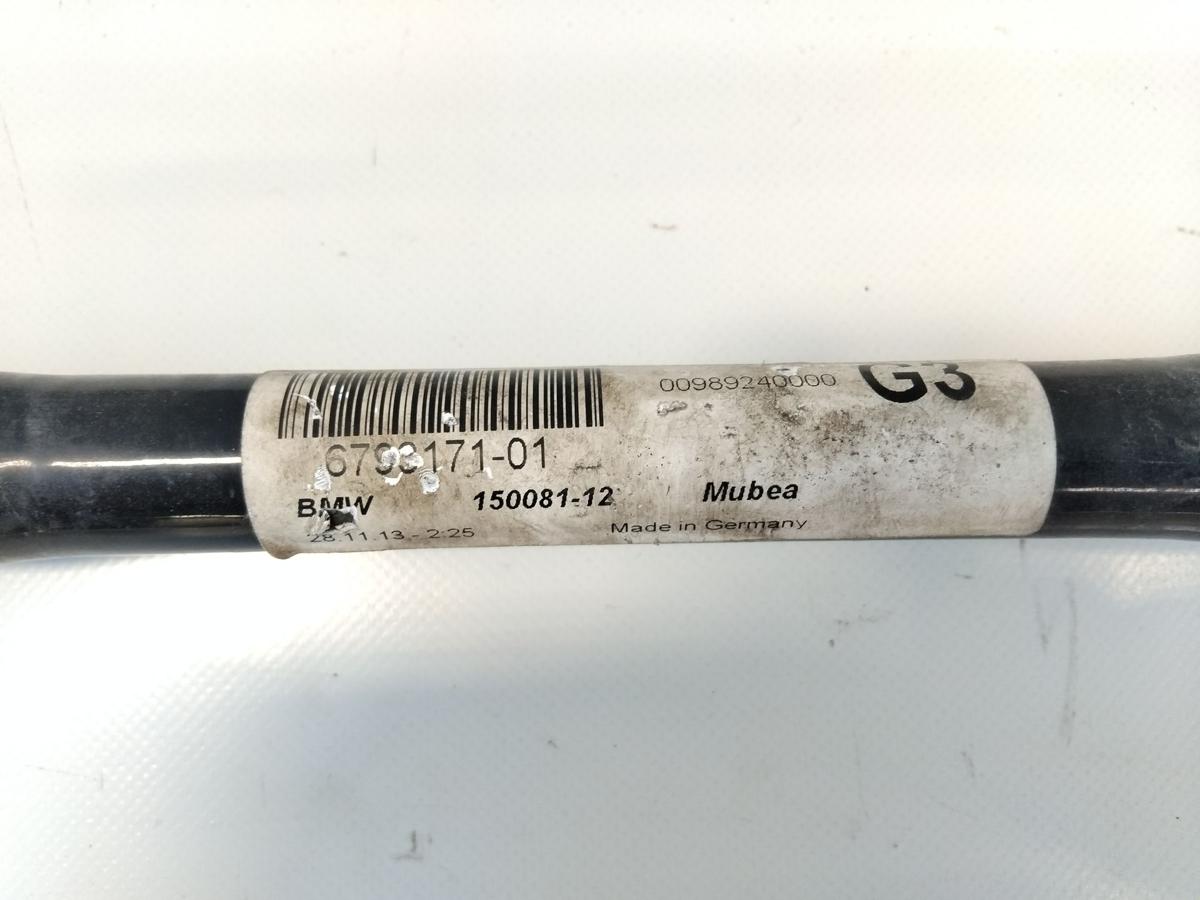 00989240000 G3
BMW 150081-12 Mubea
28.11.13 - 2:25 Made in Germany